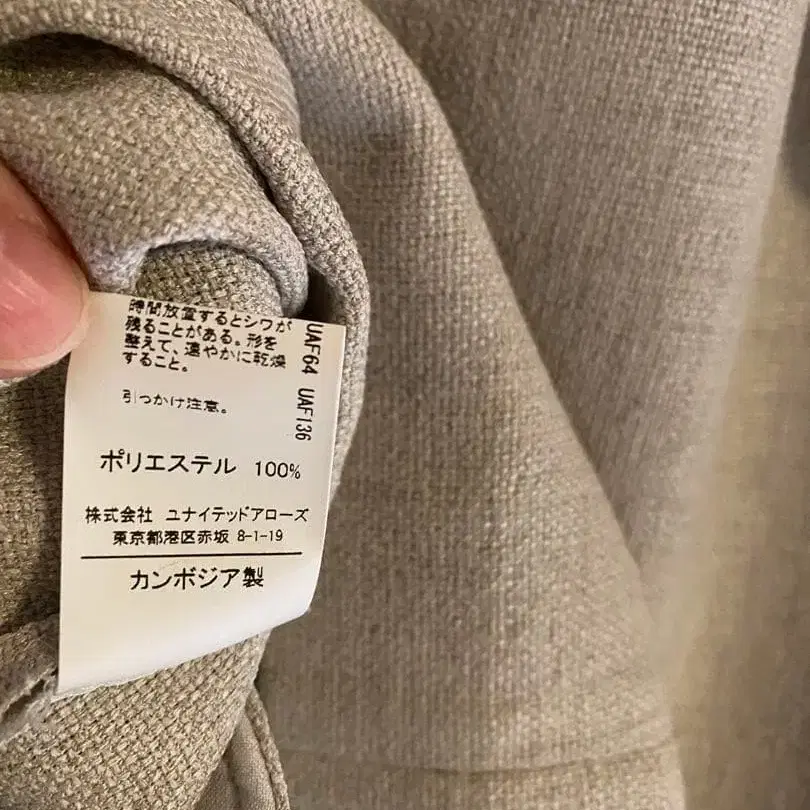 時間放置するとシワが
残ることがある。形を
整えて、速やかに乾燥
すること。
引っかけ注意。
UAF64 UAF136
ポリエステル 100%
株式会社 ユナイテッドアローズ
東京都港区赤坂 8-1-19
カンボジア製